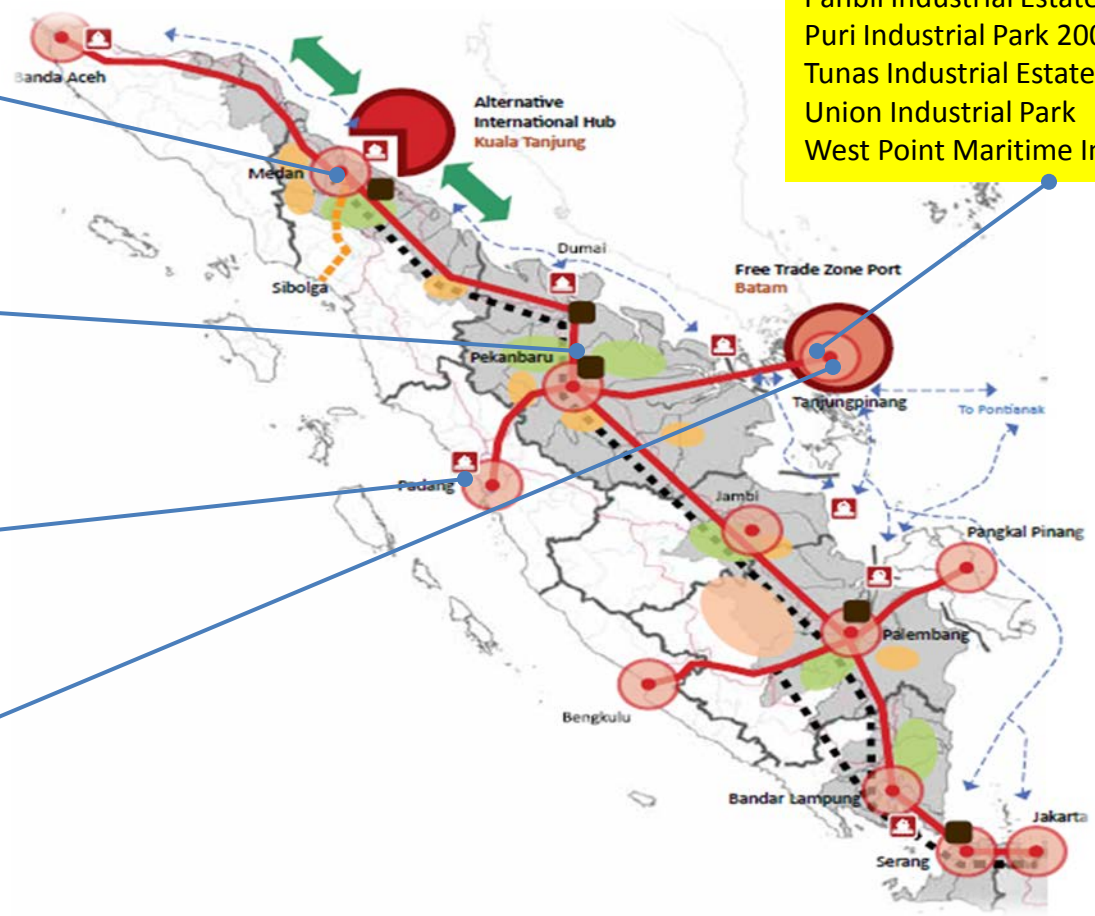 Puri Industrial Park
Tunas Industrial Estate
Union Industrial Park
West Point Maritime
Banda Aceh
Alternative
International Hub
Kuala Tanjung
Medan
Dumai
Sibolga
Free Trade Zone Port
Batam
Pekanbaru
Tanjungpinang
To Pontianak
Padang
Jambi
Pangkal Pinang
Palembang
Bengkulu
Bandar Lampung
Jakarta
Serang